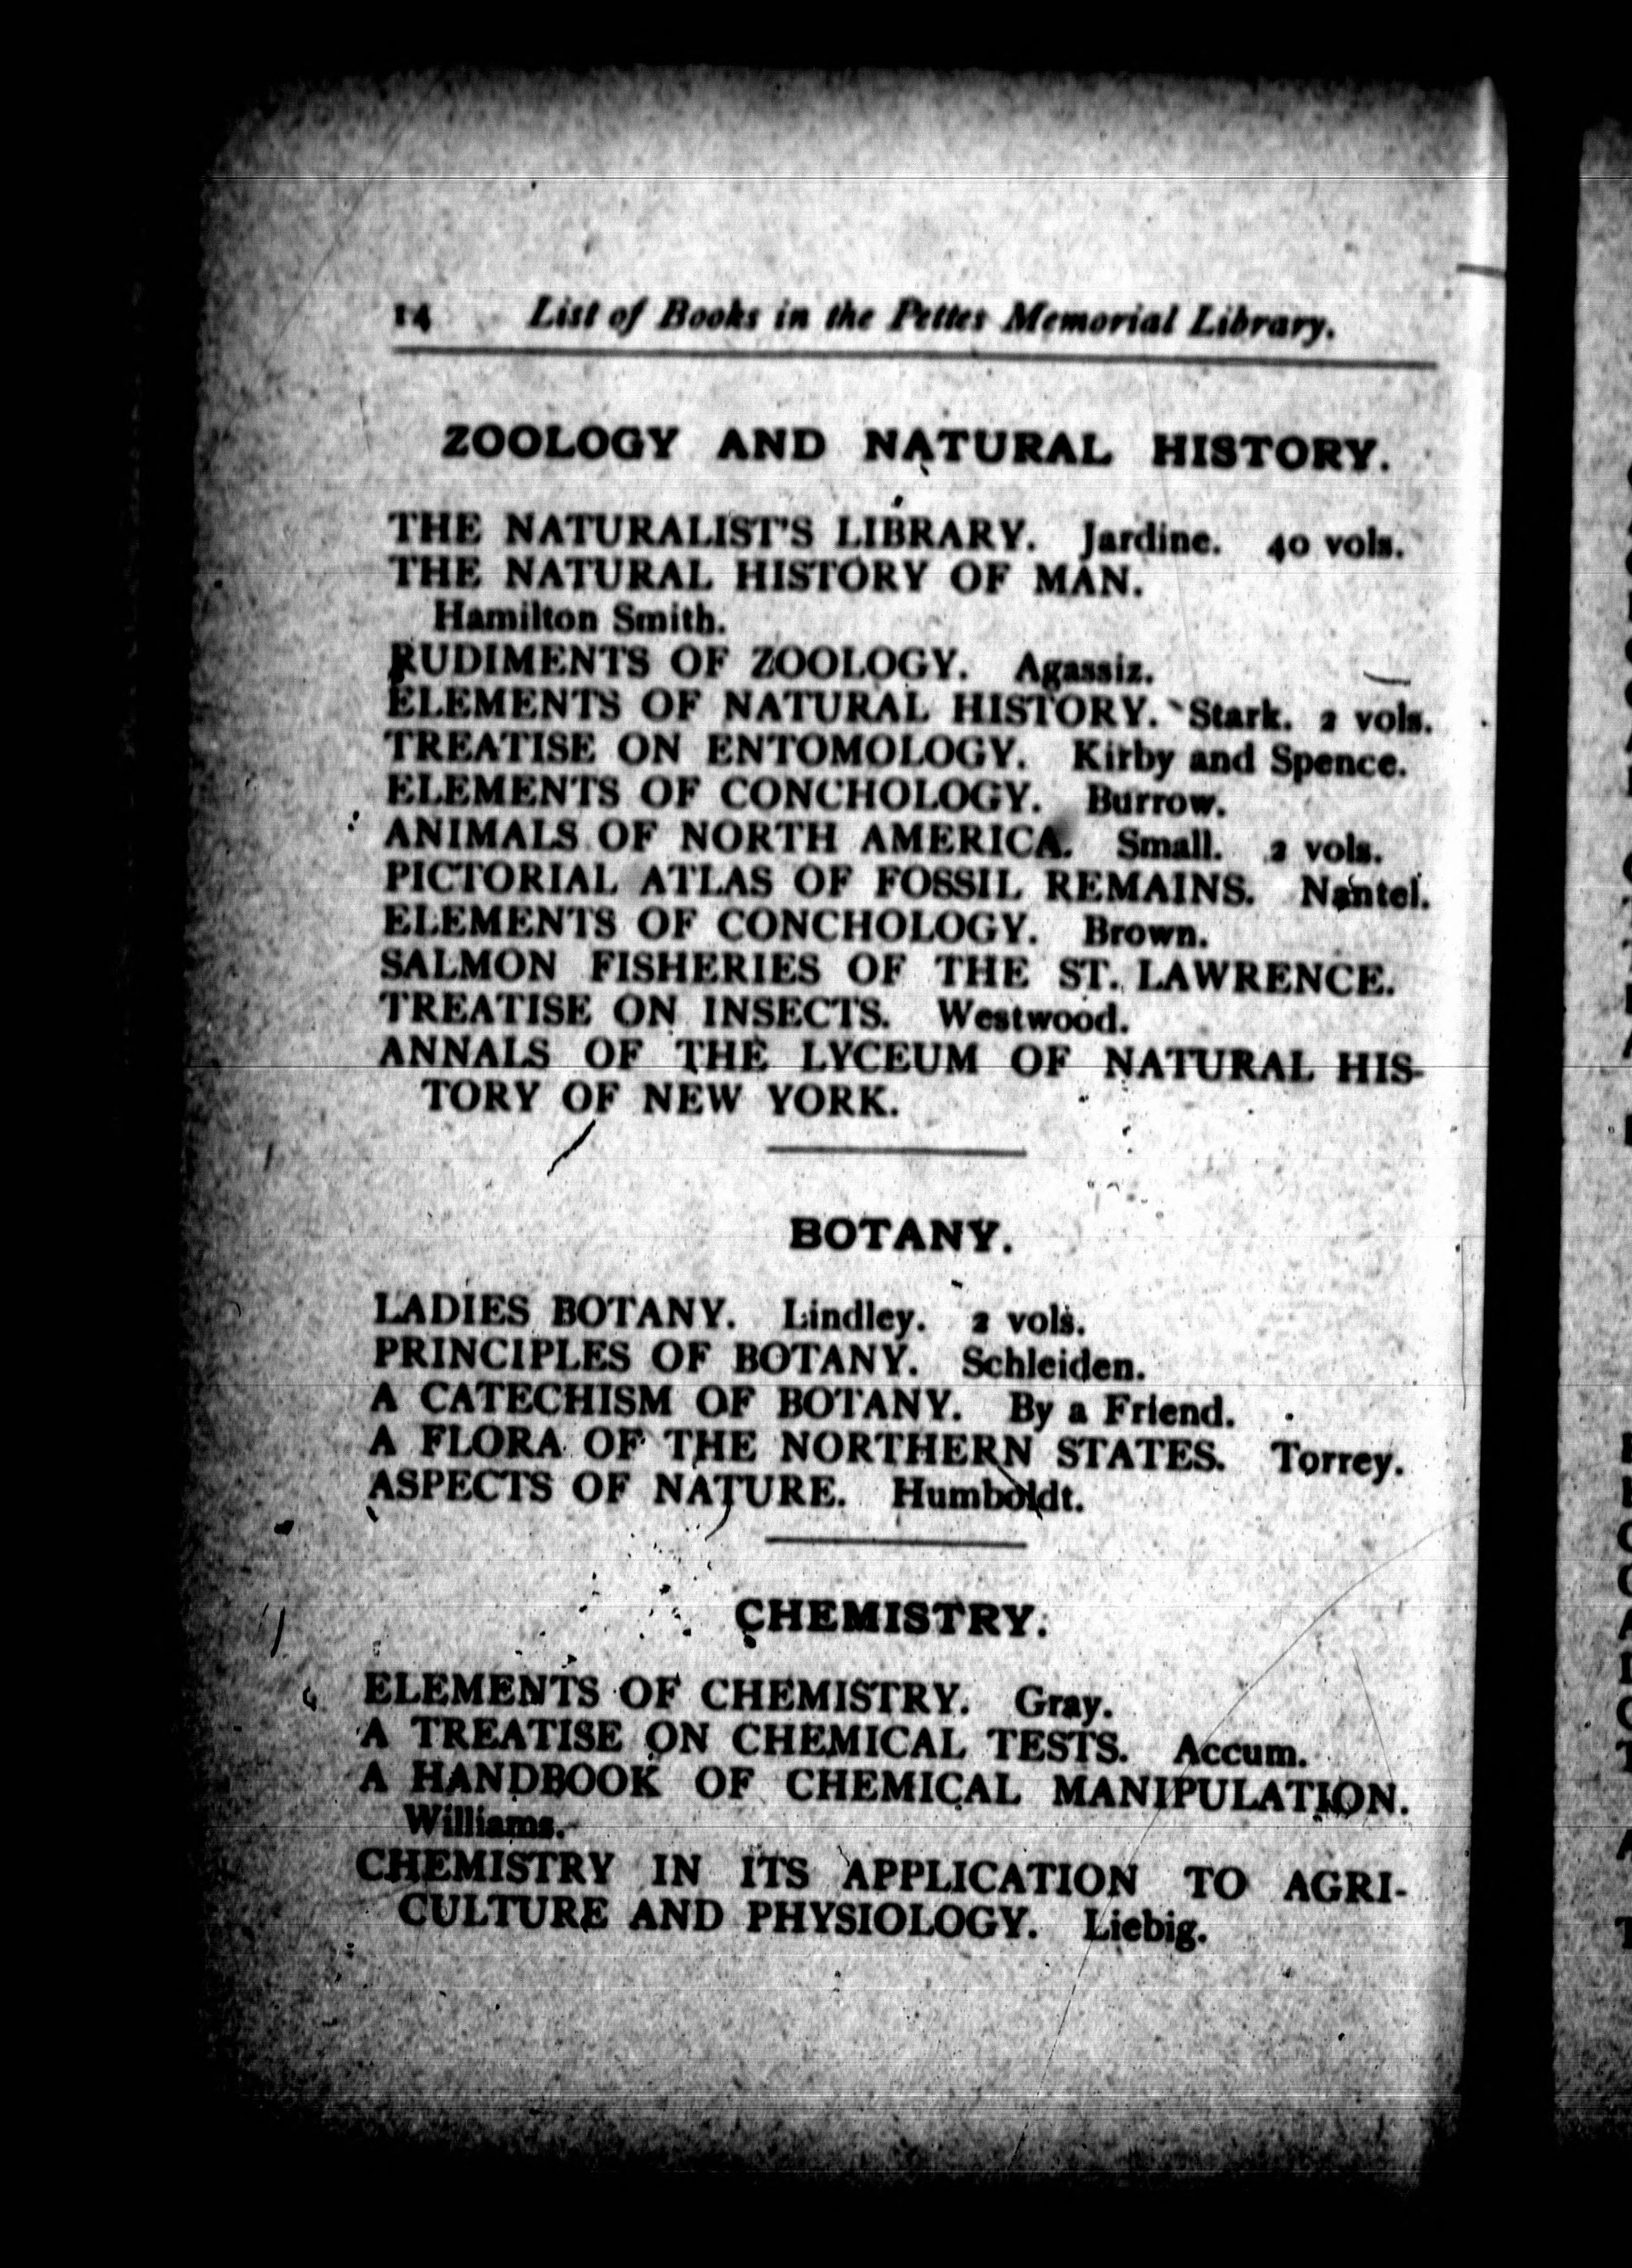 14 List of Books in the Pettes Memorial Library.
ZOOLOGY AND NATURAL HISTORY.
THE NATURALIST'S LIBRARY. Jardine. 40 vols.
THE NATURAL HISTORY OF MAN.
Hamilton Smith.
RUDIMENTS OF ZOOLOGY. Agassiz.
ELEMENTS OF NATURAL HISTORY. Stark. 2 vols.
TREATISE ON ENTOMOLOGY. Kirby and Spence.
ELEMENTS OF CONCHOLOGY. Burrow.
ANIMALS OF NORTH AMERICA. Small. 2 vols.
PICTORIAL ATLAS OF FOSSIL REMAINS. Nantel.
ELEMENTS OF CONCHOLOGY. Brown.
SALMON FISHERIES OF THE ST. LAWRENCE.
TREATISE ON INSECTS. Westwood.
ANNALS OF THE LYCEUM OF NATURAL HIS-
TORY OF NEW YORK.
BOTANY.
LADIES BOTANY. Lindley. 2 vols.
PRINCIPLES OF BOTANY. Schleiden.
A CATECHISM OF BOTANY. By a Friend.
A FLORA OF THE NORTHERN STATES. Torrey.
ASPECTS OF NATURE. Humboldt.
CHEMISTRY.
ELEMENTS OF CHEMISTRY. Gray.
A TREATISE ON CHEMICAL TESTS. Accum.
A HANDBOOK OF CHEMICAL MANIPULATION.
Williams.
CHEMISTRY IN ITS APPLICATION TO AGRI-
CULTURE AND PHYSIOLOGY. Liebig.